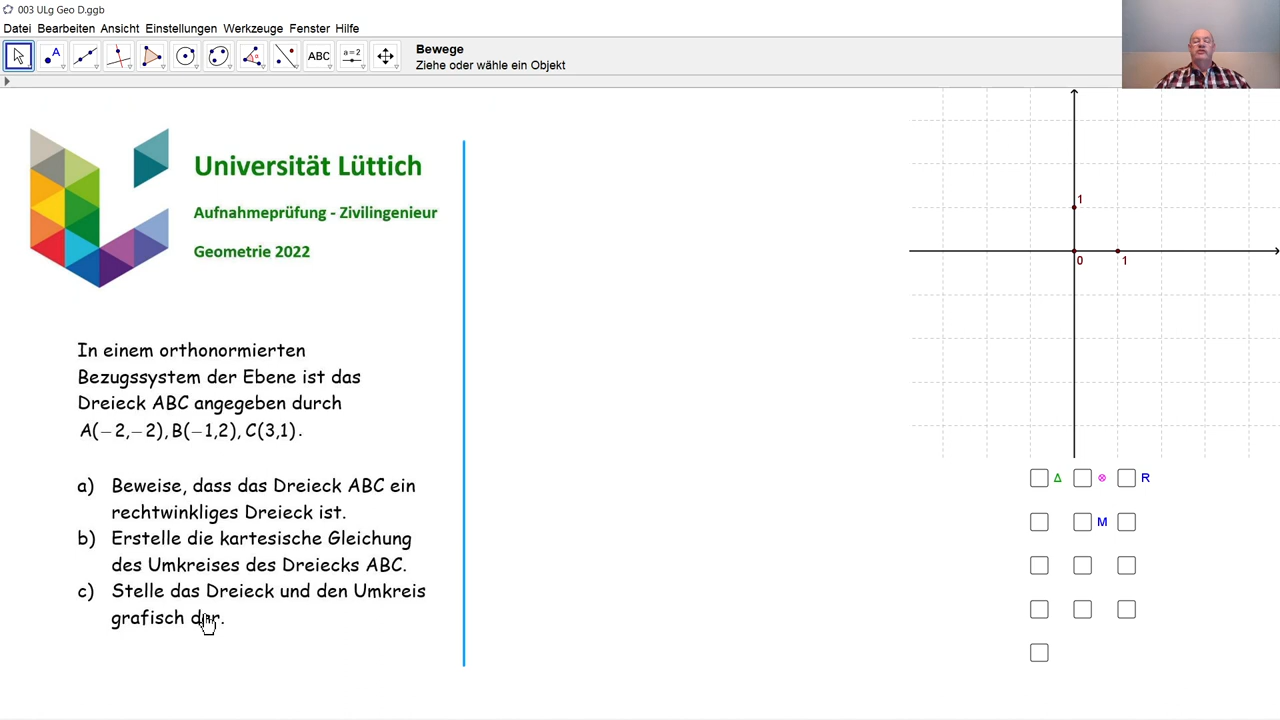 003 ULg Geo D.ggb
Datei Bearbeiten Ansicht Einstellungen Werkzeuge Fenster Hilfe
A
ABC
a=2
Bewege
Ziehe oder wähle ein Objekt
Universität Lüttich
Aufnahmeprüfung - Zivilingenieur
Geometrie 2022
In einem orthonormierten
Bezugssystem der Ebene ist das
Dreieck ABC angegeben durch
A(−2,−2), B(−1,2), C(3,1).
a) Beweise, dass das Dreieck ABC ein
rechtwinkliges Dreieck ist.
b) Erstelle die kartesische Gleichung
des Umkreises des Dreiecks ABC.
c) Stelle das Dreieck und den Umkreis
grafisch dar.
1
0 1
Δ ⊗ R
M